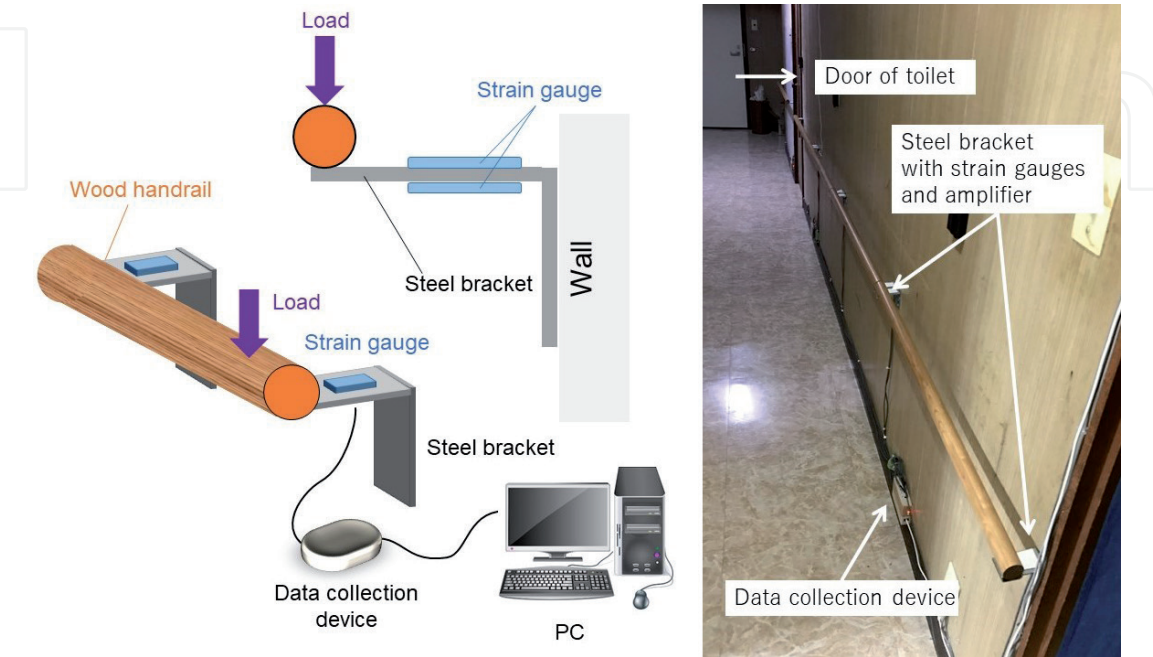 Load
Strain gauge
Wood handrail
Steel bracket
Wall
Load
Strain gauge
Steel bracket
Data collection
device
PC
Door of toilet
Steel bracket
with strain gauges
and amplifier
Data collection device